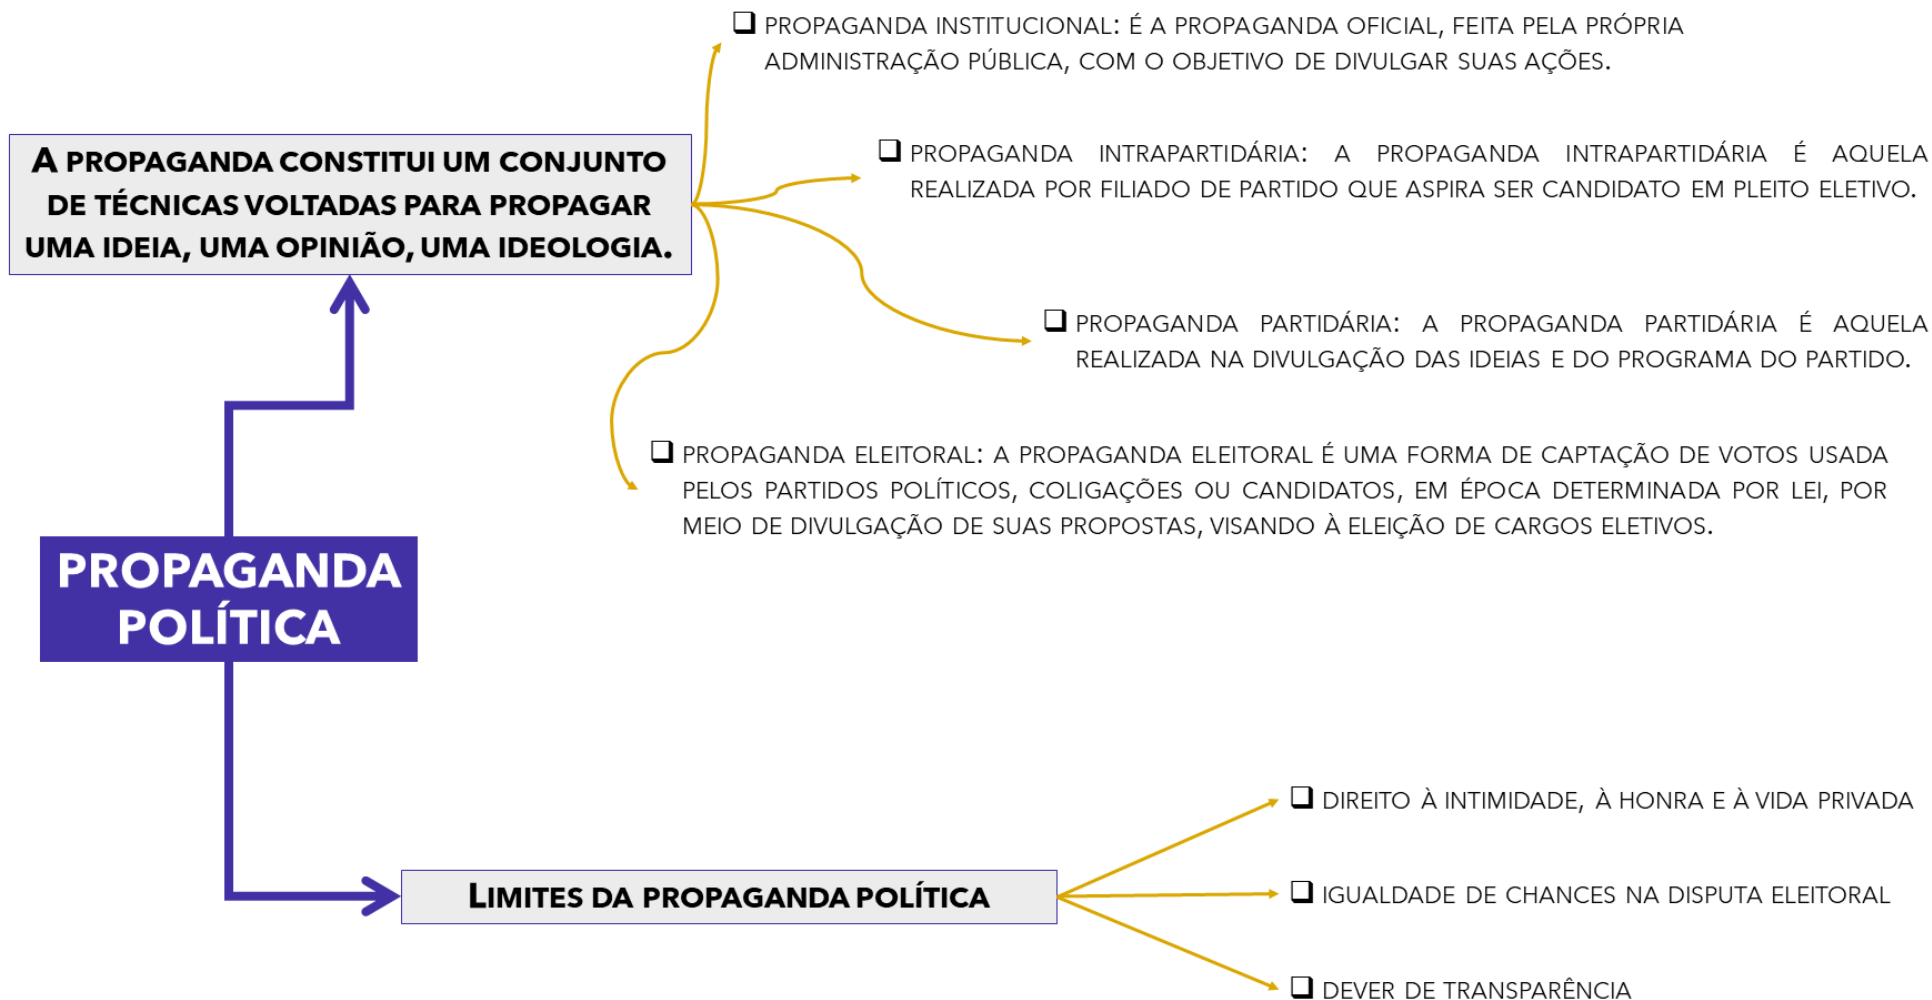 ❑ PROPAGANDA INSTITUCIONAL: É A PROPAGANDA OFICIAL, FEITA PELA PRÓPRIA
ADMINISTRAÇÃO PÚBLICA, COM O OBJETIVO DE DIVULGAR SUAS AÇÕES.
A PROPAGANDA CONSTITUI UM CONJUNTO
DE TÉCNICAS VOLTADAS PARA PROPAGAR
UMA IDEIA, UMA OPINIÃO, UMA IDEOLOGIA.
❑ PROPAGANDA INTRAPARTIDÁRIA: A PROPAGANDA INTRAPARTIDÁRIA É AQUELA
REALIZADA POR FILIADO DE PARTIDO QUE ASPIRA SER CANDIDATO EM PLEITO ELETIVO.
❑ PROPAGANDA PARTIDÁRIA: A PROPAGANDA PARTIDÁRIA É AQUELA
REALIZADA NA DIVULGAÇÃO DAS IDEIAS E DO PROGRAMA DO PARTIDO.
❑ PROPAGANDA ELEITORAL: A PROPAGANDA ELEITORAL É UMA FORMA DE CAPTAÇÃO DE VOTOS USADA
PELOS PARTIDOS POLÍTICOS, COLIGAÇÕES OU CANDIDATOS, EM ÉPOCA DETERMINADA POR LEI, POR
MEIO DE DIVULGAÇÃO DE SUAS PROPOSTAS, VISANDO À ELEIÇÃO DE CARGOS ELETIVOS.
PROPAGANDA
POLÍTICA
LIMITES DA PROPAGANDA POLÍTICA
❑ DIREITO À INTIMIDADE, À HONRA E À VIDA PRIVADA
❑ IGUALDADE DE CHANCES NA DISPUTA ELEITORAL
❑ DEVER DE TRANSPARÊNCIA